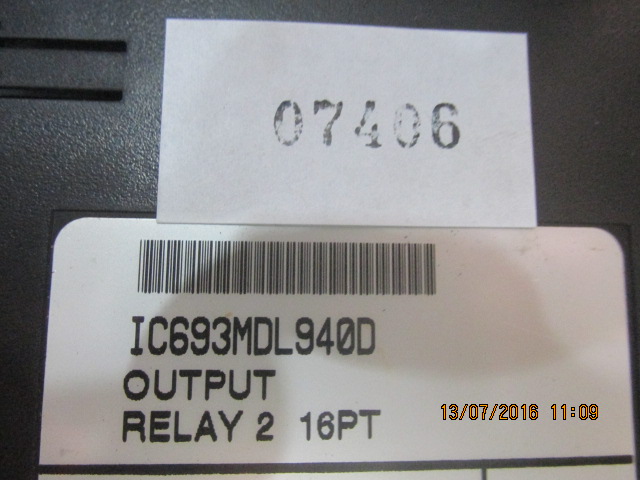 07406
IC693MDL940D
OUTPUT
RELAY 2 16PT
13/07/2016 11:09